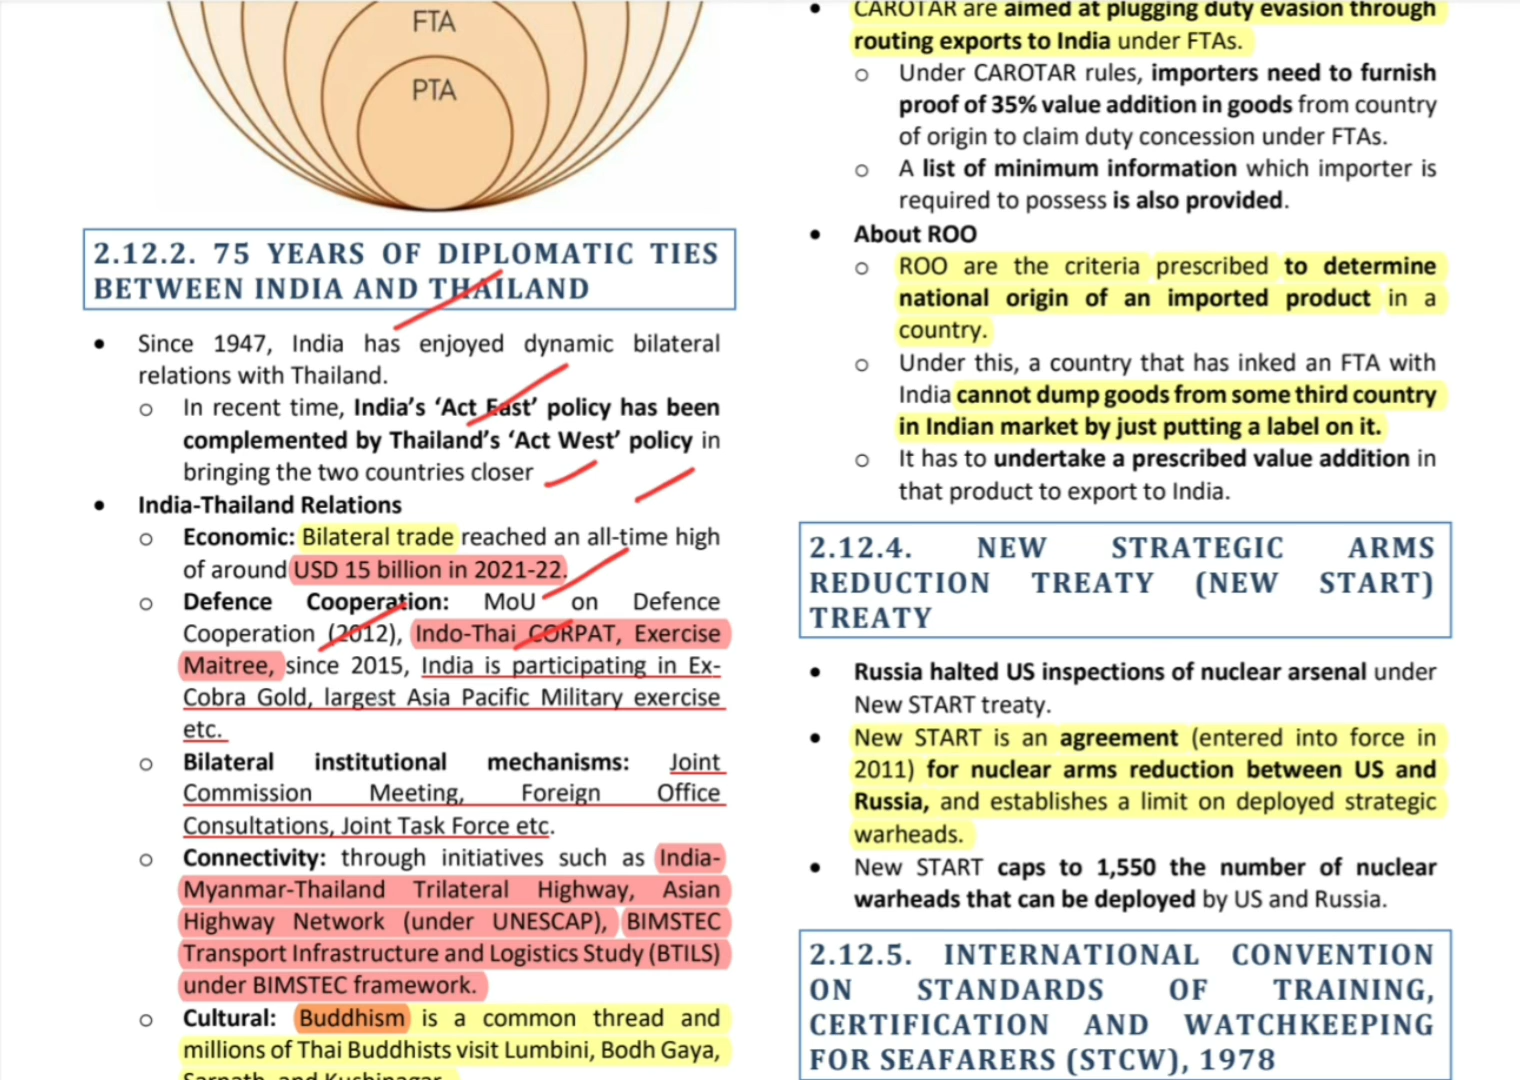 FTA
PTA
2.12.2. 75 YEARS OF DIPLOMATIC TIES
BETWEEN INDIA AND THAILAND
• Since 1947, India has enjoyed dynamic bilateral
relations with Thailand.
o In recent time, India's 'Act East' policy has been
complemented by Thailand's 'Act West' policy in
bringing the two countries closer
• India-Thailand Relations
o Economic: Bilateral trade reached an all-time high
of around USD 15 billion in 2021-22.
o Defence Cooperation: MoU on Defence
Cooperation (2012), Indo-Thai CORPAT, Exercise
Maitree, since 2015, India is participating in Ex-
Cobra Gold, largest Asia Pacific Military exercise
etc.
o Bilateral institutional mechanisms: Joint
Commission Meeting, Foreign Office
Consultations, Joint Task Force etc.
o Connectivity: through initiatives such as India-
Myanmar-Thailand Trilateral Highway, Asian
Highway Network (under UNESCAP), BIMSTEC
Transport Infrastructure and Logistics Study (BTILS)
under BIMSTEC framework.
o Cultural: Buddhism is a common thread and
millions of Thai Buddhists visit Lumbini, Bodh Gaya,
Sarnath, and Kushinagar.
• CAROTAR are aimed at plugging duty evasion through
routing exports to India under FTAs.
o Under CAROTAR rules, importers need to furnish
proof of 35% value addition in goods from country
of origin to claim duty concession under FTAs.
o A list of minimum information which importer is
required to possess is also provided.
• About ROO
o ROO are the criteria prescribed to determine
national origin of an imported product in a
country.
o Under this, a country that has inked an FTA with
India cannot dump goods from some third country
in Indian market by just putting a label on it.
o It has to undertake a prescribed value addition in
that product to export to India.
2.12.4. NEW STRATEGIC ARMS
REDUCTION TREATY (NEW START)
TREATY
• Russia halted US inspections of nuclear arsenal under
New START treaty.
• New START is an agreement (entered into force in
2011) for nuclear arms reduction between US and
Russia, and establishes a limit on deployed strategic
warheads.
• New START caps to 1,550 the number of nuclear
warheads that can be deployed by US and Russia.
2.12.5. INTERNATIONAL CONVENTION
ON STANDARDS OF TRAINING,
CERTIFICATION AND WATCHKEEPING
FOR SEAFARERS (STCW), 1978